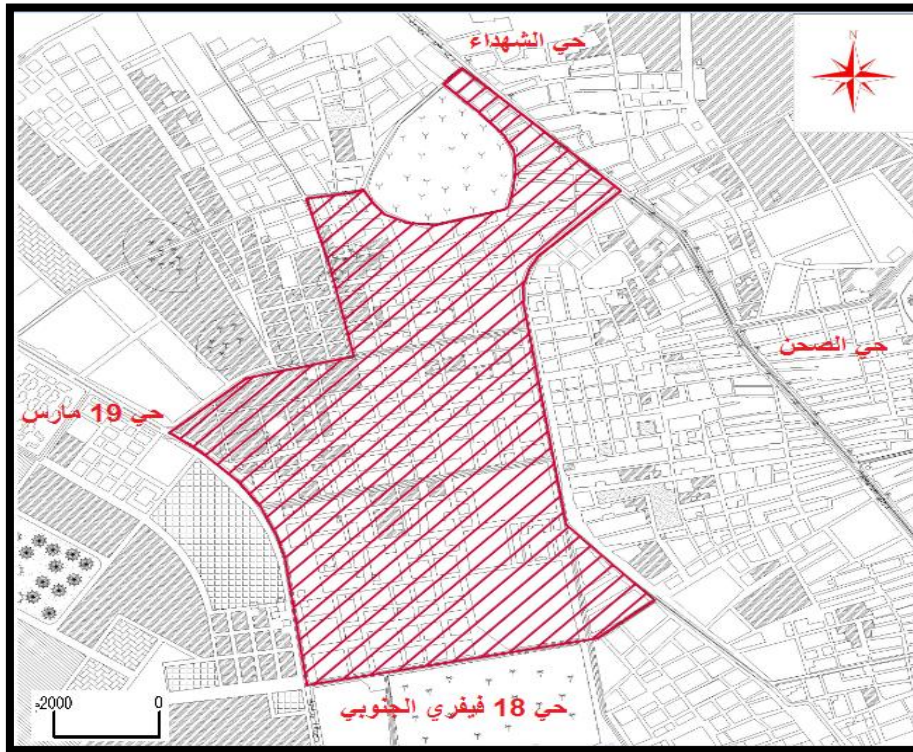 حي الشهداء
N
حي الصحن
حي 19 مارس
حي 18 فيفري الجنوبي
2000 0